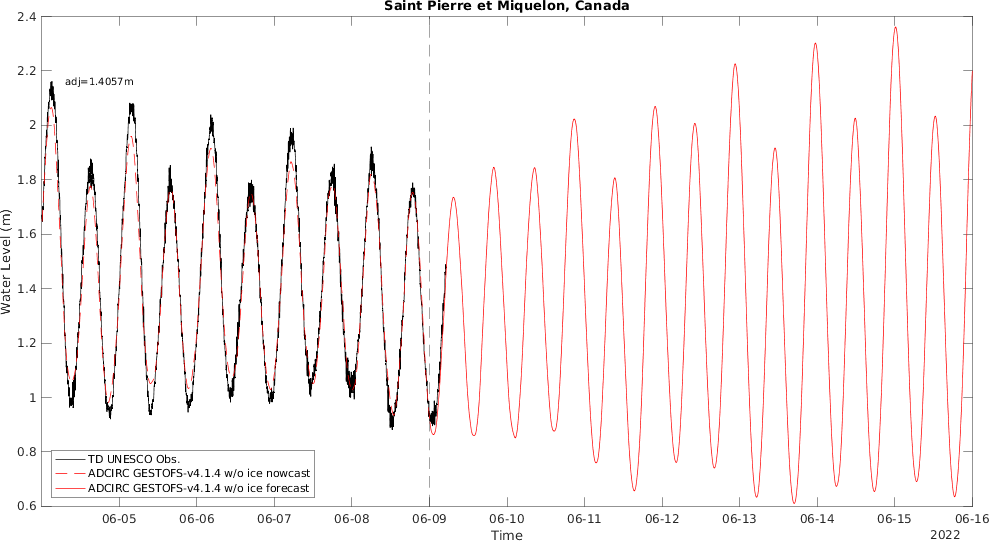 Saint Pierre et Miquelon, Canada
adj=1.4057m
Water Level (m)
2.4
2.2
2
1.8
1.6
1.4
1.2
1
0.8
0.6
TD UNESCO Obs.
ADCIRC GESTOFS-v4.1.4 w/o ice nowcast
ADCIRC GESTOFS-v4.1.4 w/o ice forecast
06-05 06-06 06-07 06-08 06-09 06-10 06-11 06-12 06-13 06-14 06-15 06-16
Time
2022